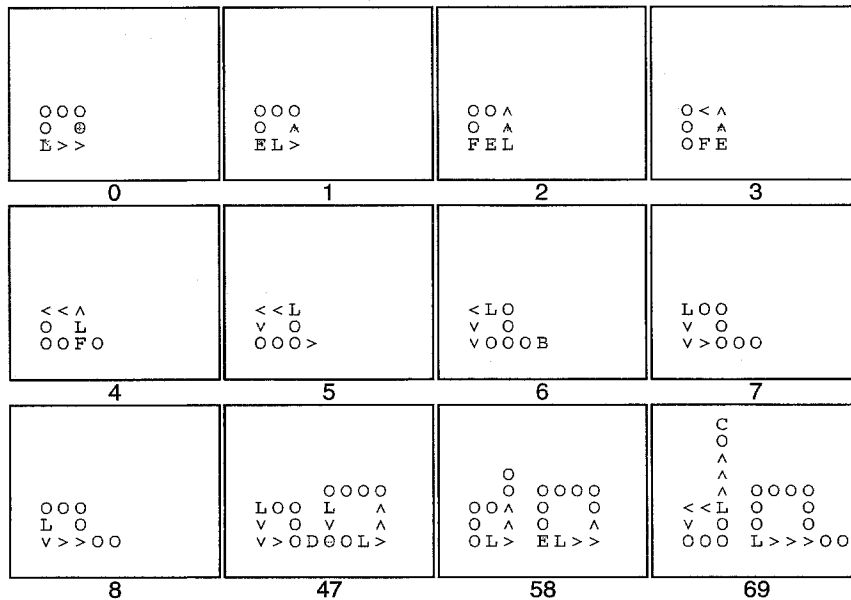 O O O
O ⊕
L > >
0
O O O
O ^
E L >
1
O O ^
O ^
F E L
2
O < ^
O ^
O F E
3
< < ^
O L
O O F O
4
< < L
v O
O O O >
5
< L O
v O
v O O O B
6
L O O
v O
v > O O O
7
O O O
L O
v > > O O
8
O O O O
L O O L ^
v O v ^
v > O D ⊕ O L >
47
O
O O O O O
O O ^ O O
O ^ O ^
O L > E L > >
58
C
O
^
^
^ O O O O
< < L O O
v O O O
O O O L > > > O O
69